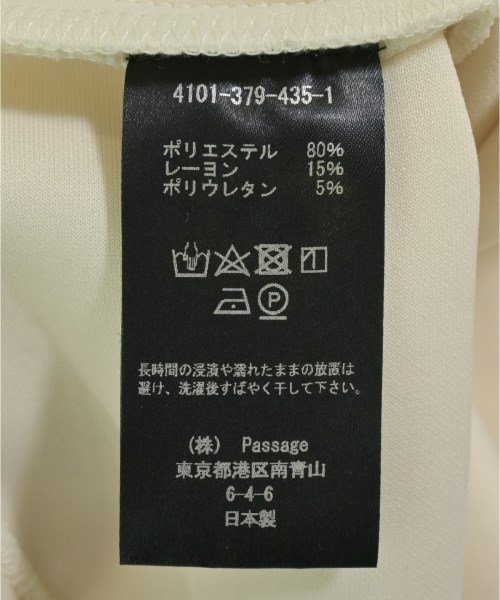 4101-379-435-1
ポリエステル 80%
レーヨン 15%
ポリウレタン 5%
P
長時間の浸漬や濡れたままの放置は
避け、洗濯後すばやく干して下さい。
(株) Passage
東京都港区南青山
6-4-6
日本製